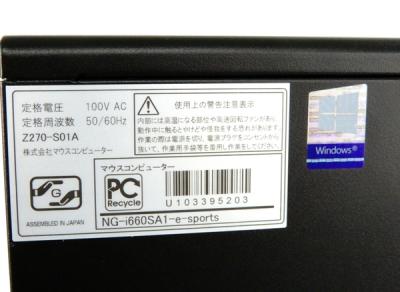 定格電圧 100V AC
定格周波数 50/60Hz
Z270-S01A
株式会社マウスコンピューター
使用上の警告注意表示
内部には高温になる部位や高速回転ファンがあり、
動作中に触るとやけどや怪我をする恐れがあります。
作業するときは電源を切り、電源プラグをコンセントから
抜いて、作業用手袋等を着用の上作業してください。
G
ASSEMBLED IN JAPAN
マウスコンピューター
PC
Recycle
U103395203
NG-i660SA1-e-sports
Windows